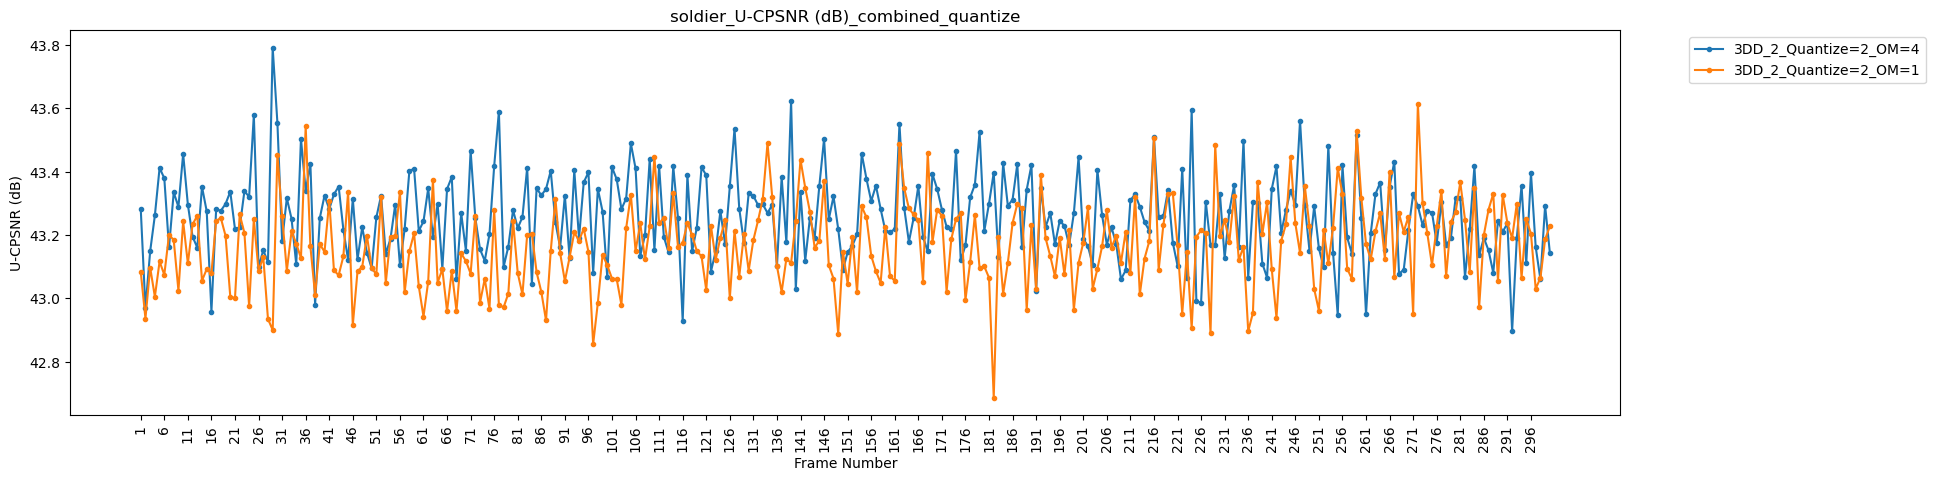 soldier_U-CPSNR (dB)_combined_quantize
43.8
43.6
43.4
43.2
43.0
42.8
U-CPSNR (dB)
1 6 11 16 21 26 31 36 41 46 51 56 61 66 71 76 81 86 91 96 101 106 111 116 121 126 131 136 141 146 151 156 161 166 171 176 181 186 191 196 201 206 211 216 221 226 231 236 241 246 251 256 261 266 271 276 281 286 291 296
Frame Number
3DD_2_Quantize=2_OM=4
3DD_2_Quantize=2_OM=1